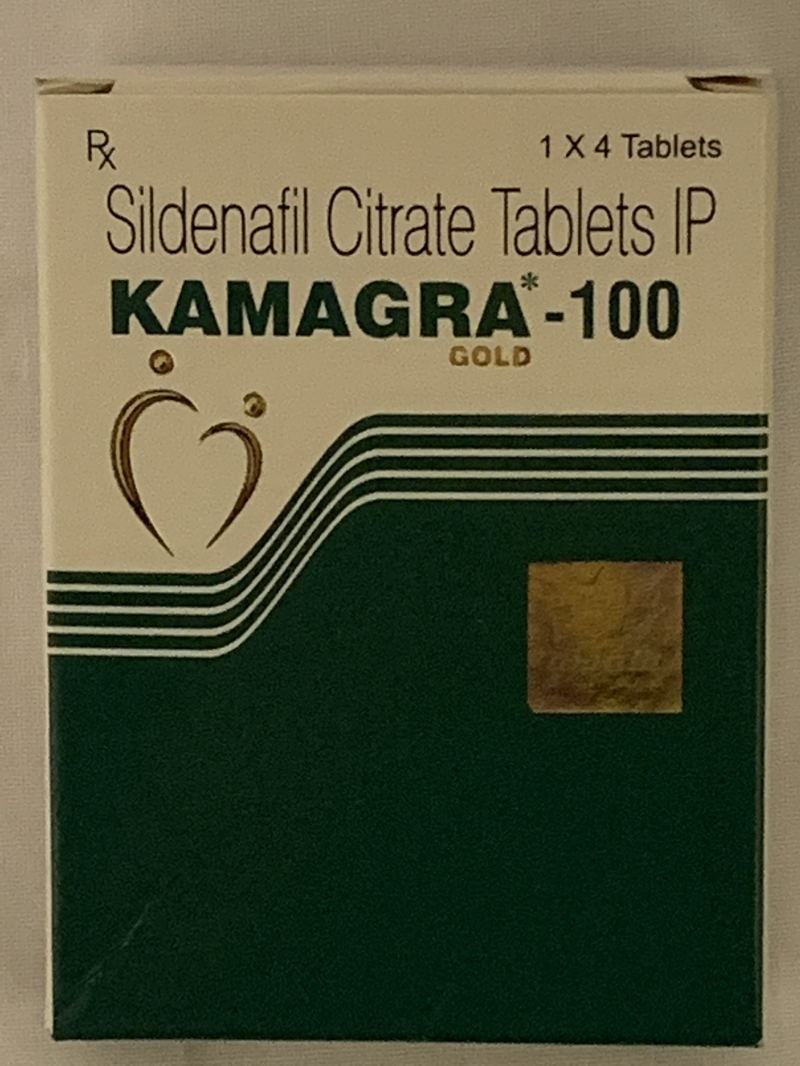 Rx
1 X 4 Tablets
Sildenafil Citrate Tablets IP
KAMAGRA*-100
GOLD